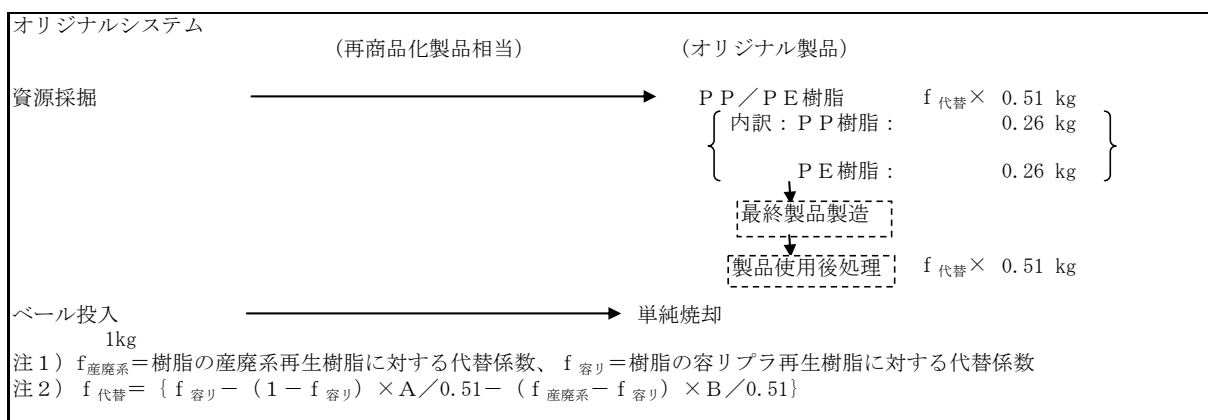 オリジナルシステム
(再商品化製品相当) (オリジナル製品)
資源採掘 PP/PE樹脂 f 代替× 0.51 kg
内訳:PP樹脂: 0.26 kg
PE樹脂: 0.26 kg
最終製品製造
製品使用後処理 f 代替× 0.51 kg
ベール投入 単純焼却
1kg
注1)f産廃系=樹脂の産廃系再生樹脂に対する代替係数、f容リ=樹脂の容リプラ再生樹脂に対する代替係数
注2)f代替={f容リ-(1-f容リ)×A/0.51-(f産廃系-f容リ)×B/0.51}